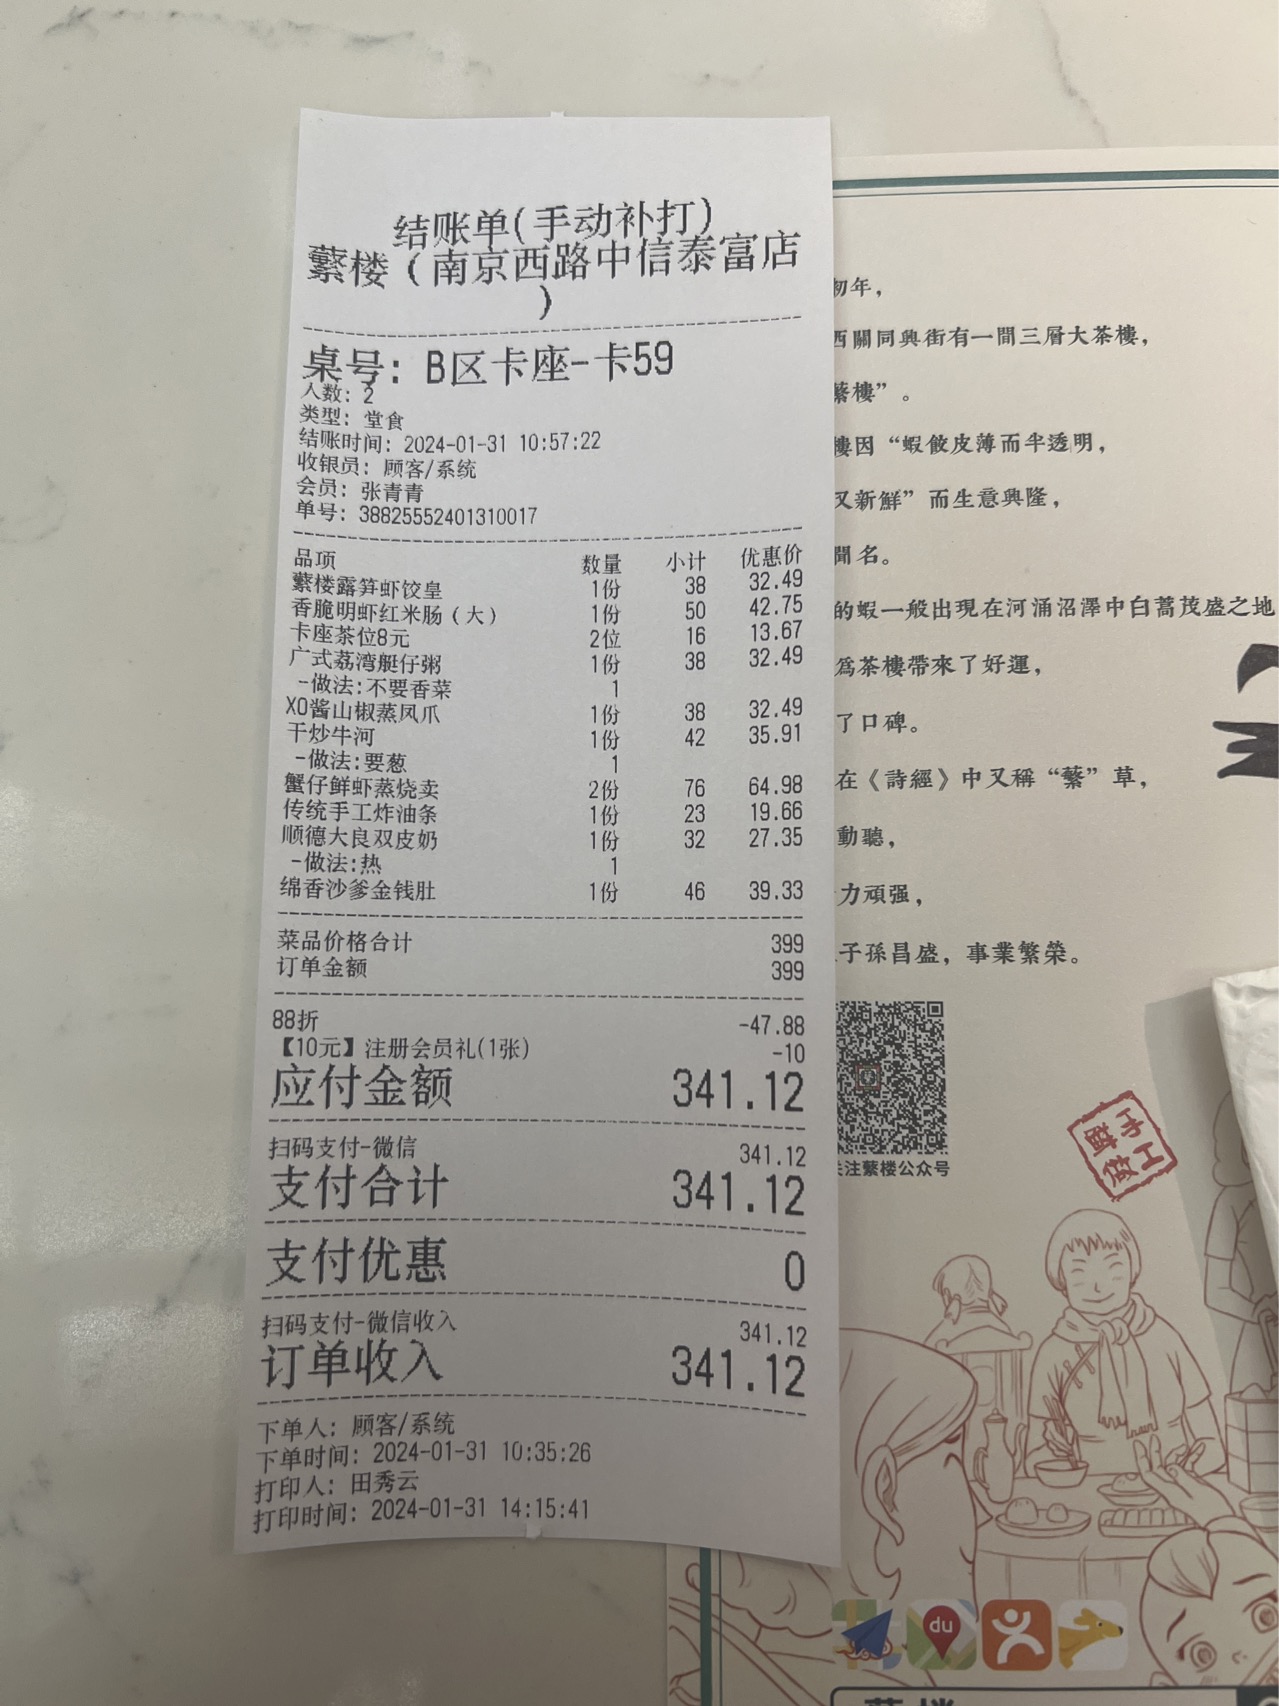 结账单(手动补打)
蘩楼（南京西路中信泰富店
）
桌号: B区卡座-卡59
人数: 2
类型: 堂食
结账时间: 2024-01-31 10:57:22
收银员: 顾客/系统
会员: 张青青
单号: 38825552401310017
品项 数量 小计 优惠价
蘩楼露笋虾饺皇 1份 38 32.49
香脆明虾红米肠（大） 1份 50 42.75
卡座茶位8元 2位 16 13.67
广式荔湾艇仔粥 1份 38 32.49
-做法:不要香菜 1
XO酱山椒蒸凤爪 1份 38 32.49
干炒牛河 1份 42 35.91
-做法:要葱 1
蟹仔鲜虾蒸烧卖 2份 76 64.98
传统手工炸油条 1份 23 19.66
顺德大良双皮奶 1份 32 27.35
-做法:热 1
绵香沙爹金钱肚 1份 46 39.33
菜品价格合计 399
订单金额 399
88折 -47.88
【10元】注册会员礼(1张) -10
应付金额 341.12
扫码支付-微信 341.12
支付合计 341.12
支付优惠 0
扫码支付-微信收入 341.12
订单收入 341.12
下单人: 顾客/系统
下单时间: 2024-01-31 10:35:26
打印人: 田秀云
打印时间: 2024-01-31 14:15:41
初年，
西關同興街有一間三層大茶樓，
蘩樓”。
樓因“蝦餃皮薄而半透明，
又新鮮”而生意興隆，
聞名。
的蝦一般出現在河涌沼澤中白蒿茂盛之地
為茶樓帶來了好運，
了口碑。
在《詩經》中又稱“蘩”草，
動聽，
力頑强，
子孫昌盛，事業繁榮。
关注蘩楼公众号
手工
du